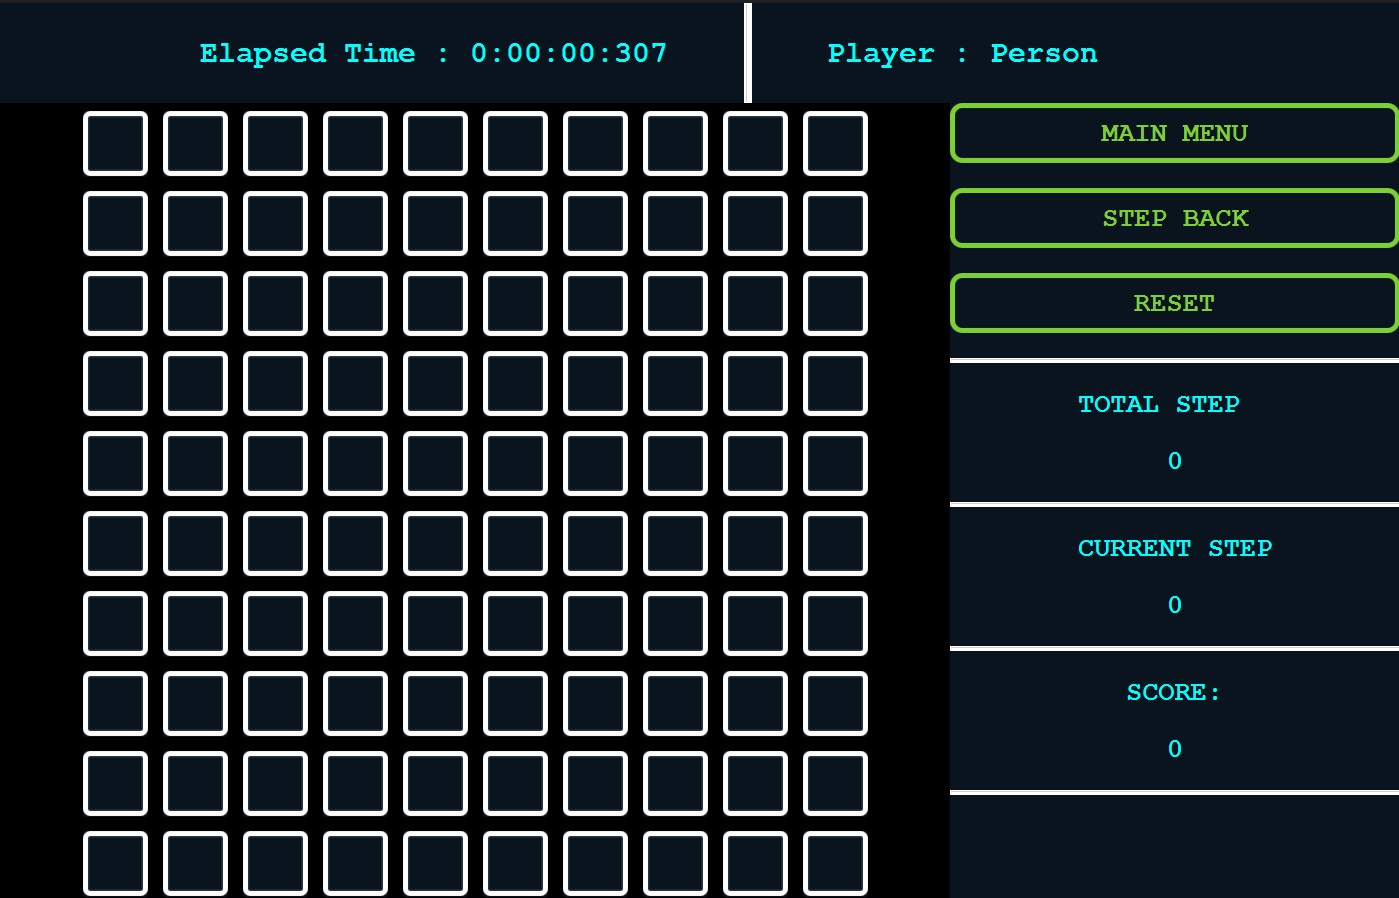 Elapsed Time : 0:00:00:307
Player : Person
MAIN MENU
STEP BACK
RESET
TOTAL STEP
0
CURRENT STEP
0
SCORE:
0